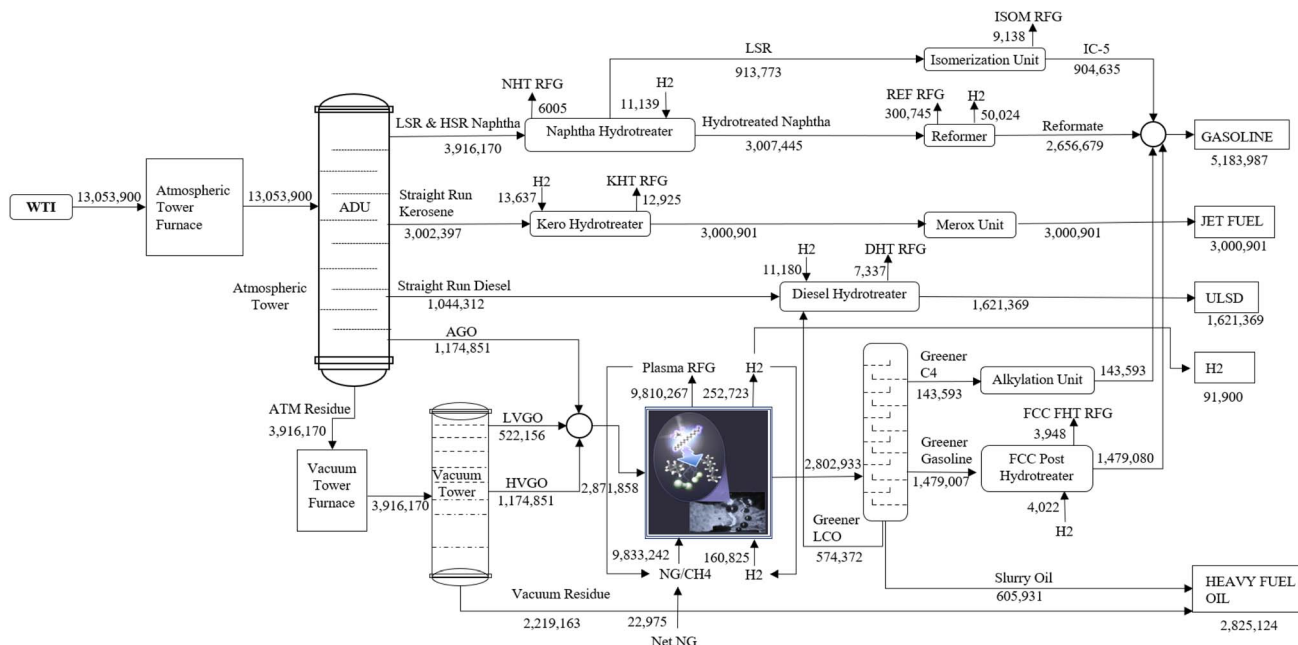 ISOM RFG
9,138
LSR
913,773
Isomerization Unit
IC-5
904,635
NHT RFG
6005
H2
11,139
REF RFG
300,745
H2
50,024
LSR & HSR Naphtha
3,916,170
Naphtha Hydrotreater
Hydrotreated Naphtha
3,007,445
Reformer
Reformate
2,656,679
GASOLINE
5,183,987
WTI
13,053,900
Atmospheric
Tower
Furnace
13,053,900
ADU
Atmospheric
Tower
Straight Run
Kerosene
3,002,397
H2
13,637
KHT RFG
12,925
Kero Hydrotreater
3,000,901
Merox Unit
3,000,901
JET FUEL
3,000,901
H2
11,180
DHT RFG
7,337
Straight Run Diesel
1,044,312
Diesel Hydrotreater
1,621,369
ULSD
1,621,369
AGO
1,174,851
Plasma RFG
9,810,267
H2
252,723
Greener
C4
143,593
Alkylation Unit
143,593
H2
91,900
ATM Residue
3,916,170
Vacuum
Tower
Furnace
3,916,170
Vacuum
Tower
LVGO
522,156
HVGO
1,174,851
2,871,858
2,802,933
Greener
Gasoline
1,479,007
FCC FHT RFG
3,948
FCC Post
Hydrotreater
1,479,080
4,022
H2
Greener
LCO
574,372
9,833,242
NG/CH4
160,825
H2
Slurry Oil
605,931
Vacuum Residue
2,219,163
22,975
Net NG
HEAVY FUEL
OIL
2,825,124